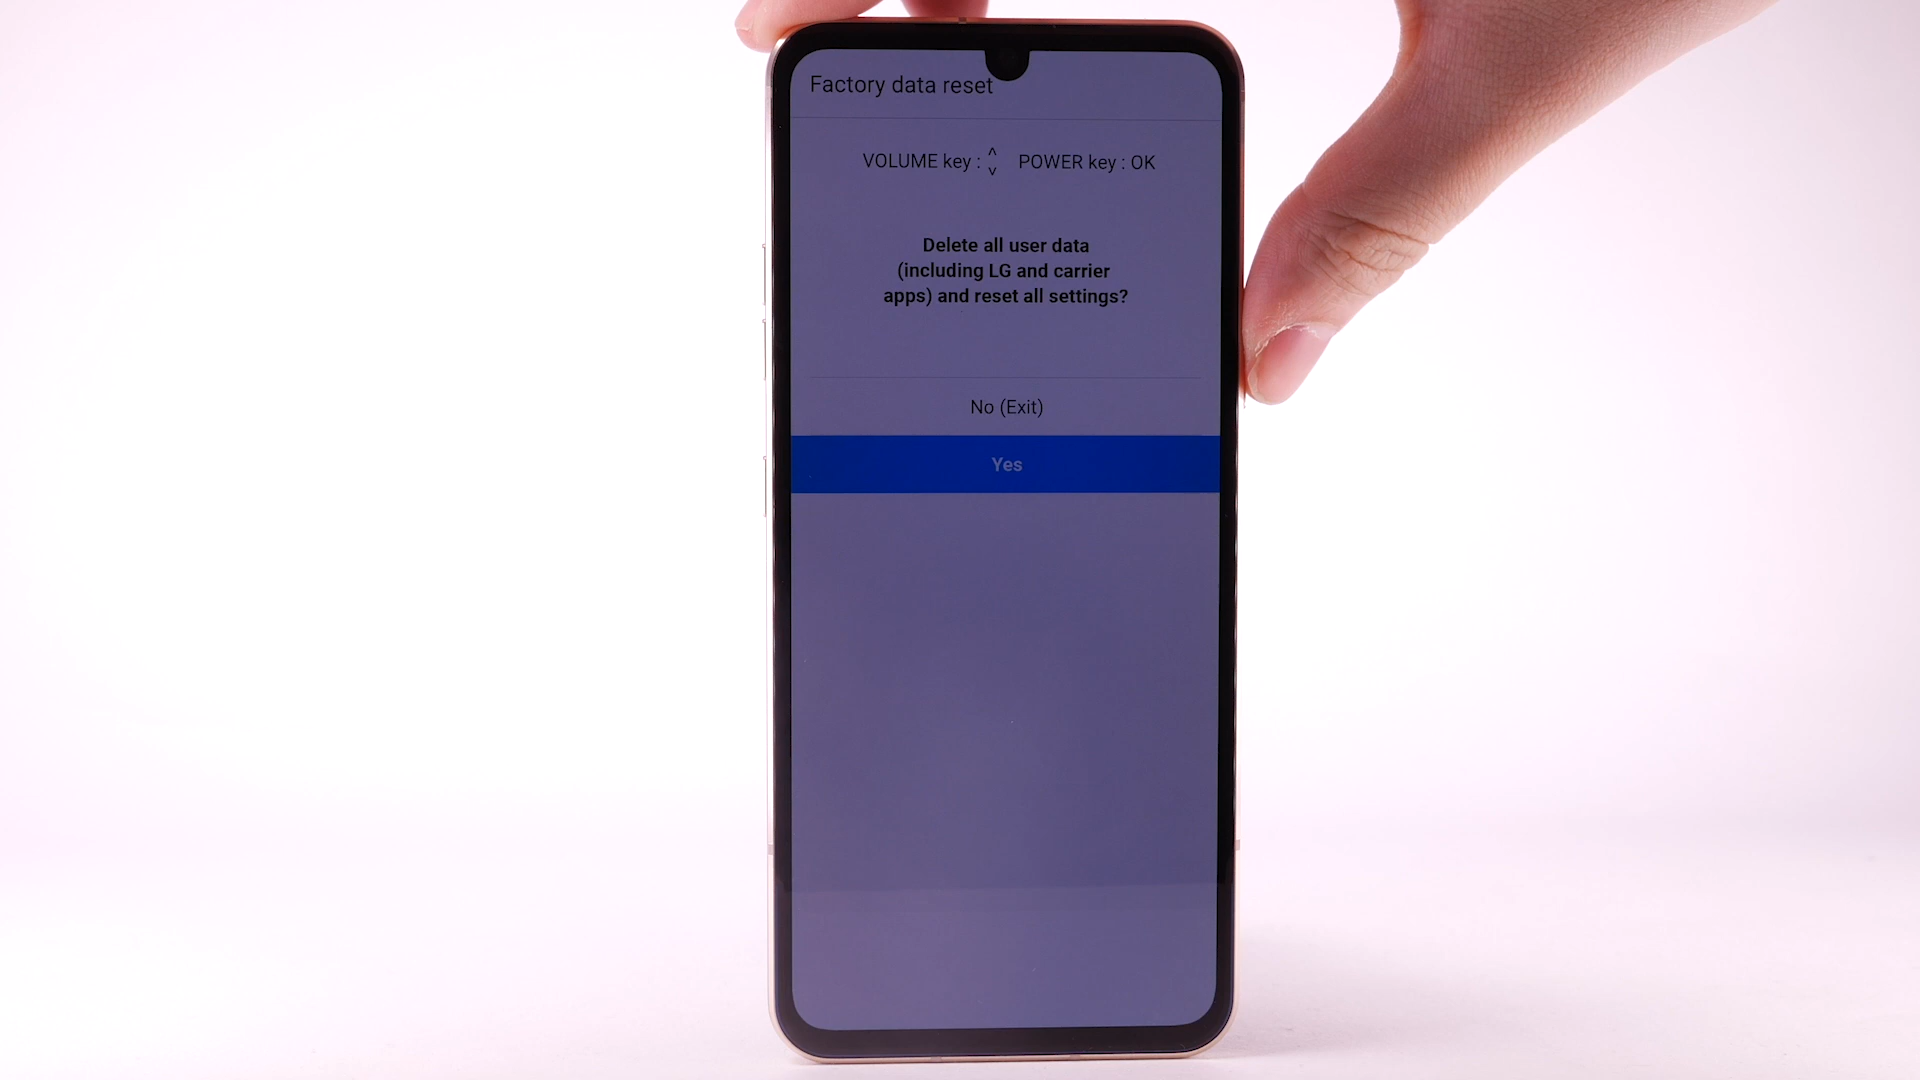 Factory data reset
VOLUME key : ^ v POWER key : OK
Delete all user data
(including LG and carrier
apps) and reset all settings?
No (Exit)
Yes